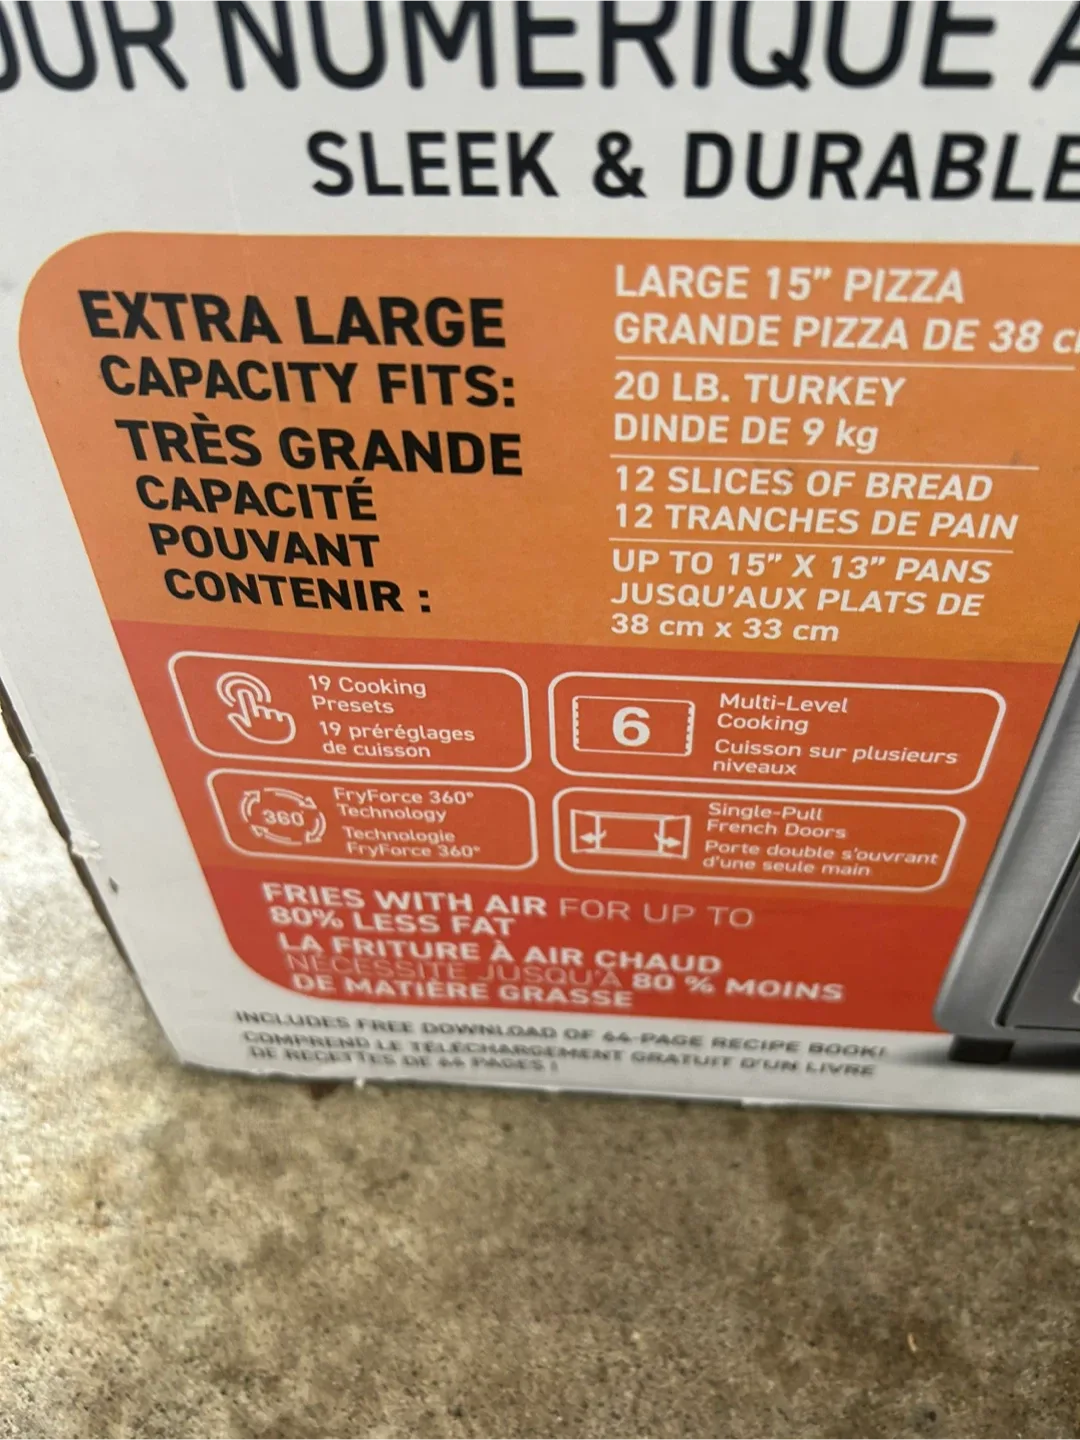 NUMÉRIQUE
SLEEK & DURABLE
EXTRA LARGE
CAPACITY FITS:
TRÈS GRANDE
CAPACITÉ
POUVANT
CONTENIR :
LARGE 15” PIZZA
GRANDE PIZZA DE 38 cm
20 LB. TURKEY
DINDE DE 9 kg
12 SLICES OF BREAD
12 TRANCHES DE PAIN
UP TO 15” X 13” PANS
JUSQU’AUX PLATS DE
38 cm x 33 cm
19 Cooking
Presets
19 préréglages
de cuisson
6
Multi-Level
Cooking
Cuisson sur plusieurs
niveaux
360
FryForce 360°
Technology
Technologie
FryForce 360°
Single-Pull
French Doors
Porte double s’ouvrant
d’une seule main
FRIES WITH AIR FOR UP TO
80% LESS FAT
LA FRITURE À AIR CHAUD
NÉCESSITE JUSQU’À 80 % MOINS
DE MATIÈRE GRASSE
INCLUDES FREE DOWNLOAD OF 64-PAGE RECIPE BOOK!
COMPREND LE TÉLÉCHARGEMENT GRATUIT D’UN LIVRE
DE RECETTES DE 64 PAGES !